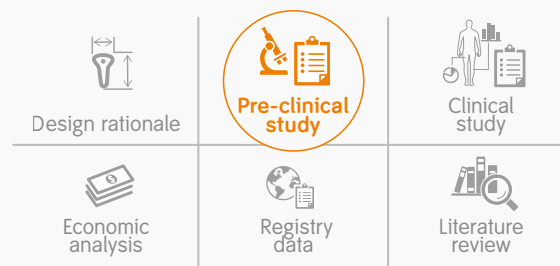 Design rationale
Pre-clinical
study
Clinical
study
Economic
analysis
Registry
data
Literature
review